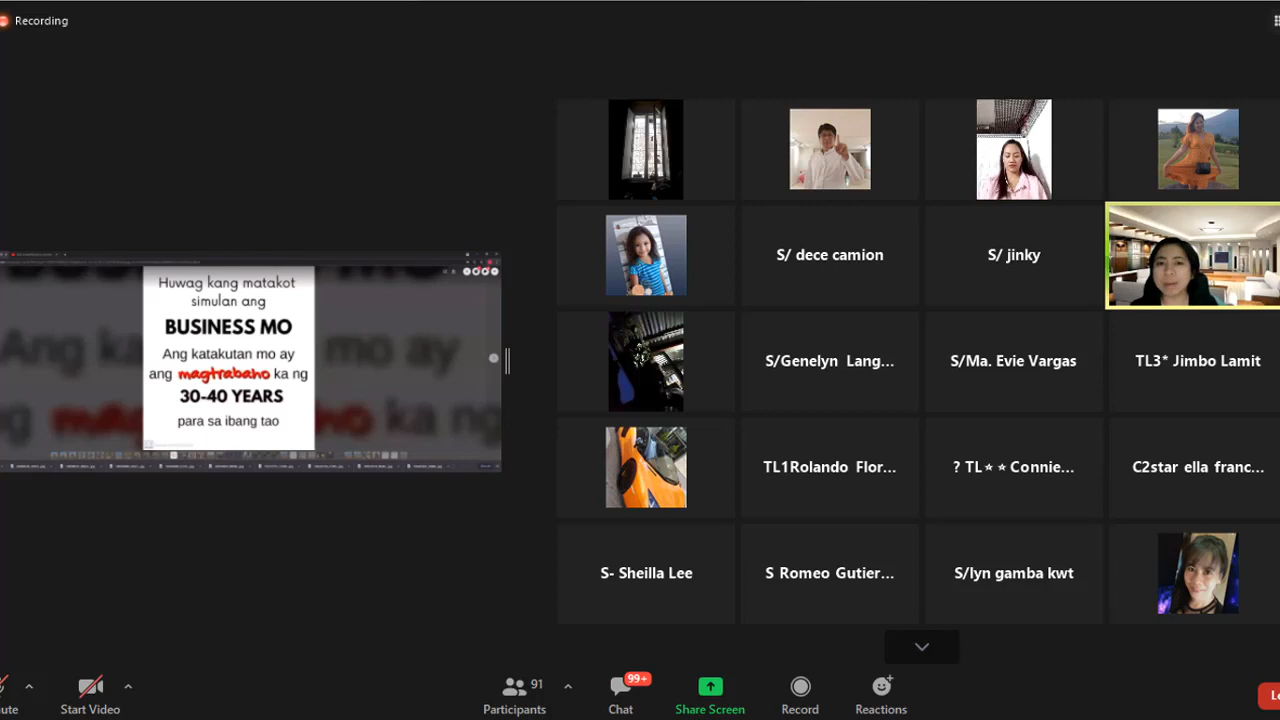 Recording
Huwag kang matakot
simulan ang
BUSINESS MO
Ang katakutan mo ay
ang magtrabaho ka ng
30-40 YEARS
para sa ibang tao
S/ dece camion
S/ jinky
S/Genelyn Lang...
S/Ma. Evie Vargas
TL3* Jimbo Lamit
TL1Rolando Flor...
? TL⭐⭐Connie...
C2star ella franc...
S- Sheilla Lee
S Romeo Gutier...
S/lyn gamba kwt
91
99+
Start Video
Participants
Chat
Share Screen
Record
Reactions